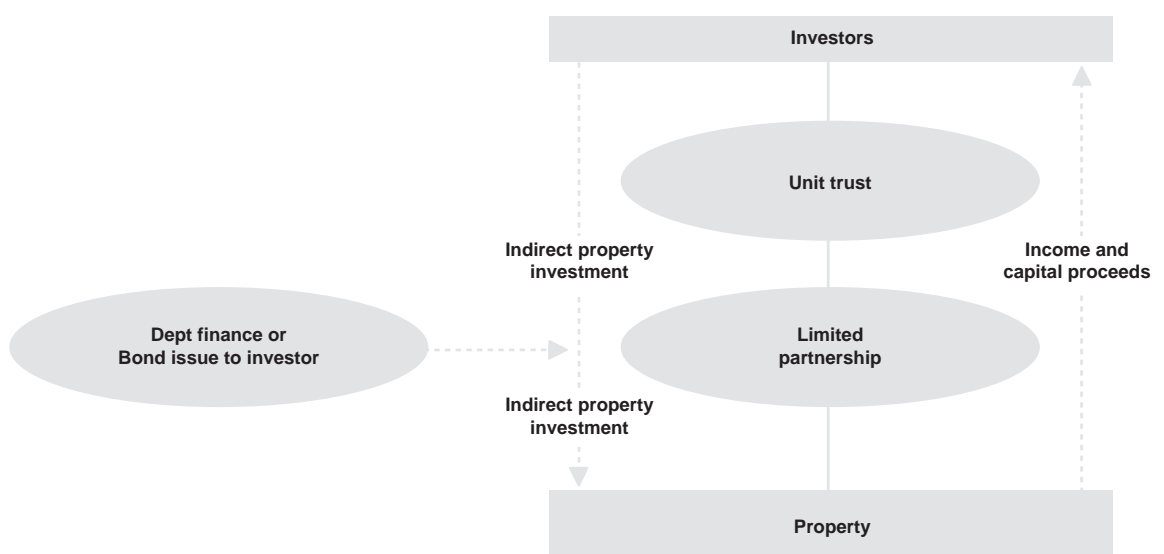 Investors
Unit trust
Indirect property
investment
Income and
capital proceeds
Dept finance or
Bond issue to investor
Limited
partnership
Indirect property
investment
Property